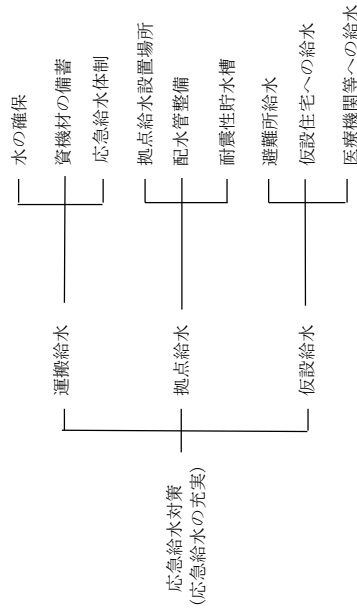 応急給水対策
(応急給水の充実)
運搬給水
水の確保
資機材の備蓄
応急給水体制
拠点給水
拠点給水設置場所
配水管整備
耐震性貯水槽
仮設給水
避難所給水
仮設住宅への給水
医療機関等への給水